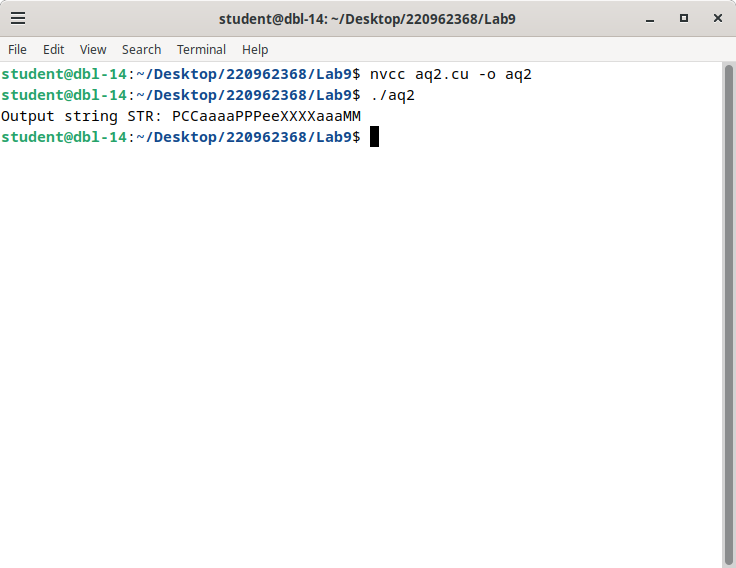 student@dbl-14: ~/Desktop/220962368/Lab9
File Edit View Search Terminal Help
student@dbl-14:~/Desktop/220962368/Lab9$ nvcc aq2.cu -o aq2
student@dbl-14:~/Desktop/220962368/Lab9$ ./aq2
Output string STR: PCCaaaaPPPeeXXXXaaaMM
student@dbl-14:~/Desktop/220962368/Lab9$